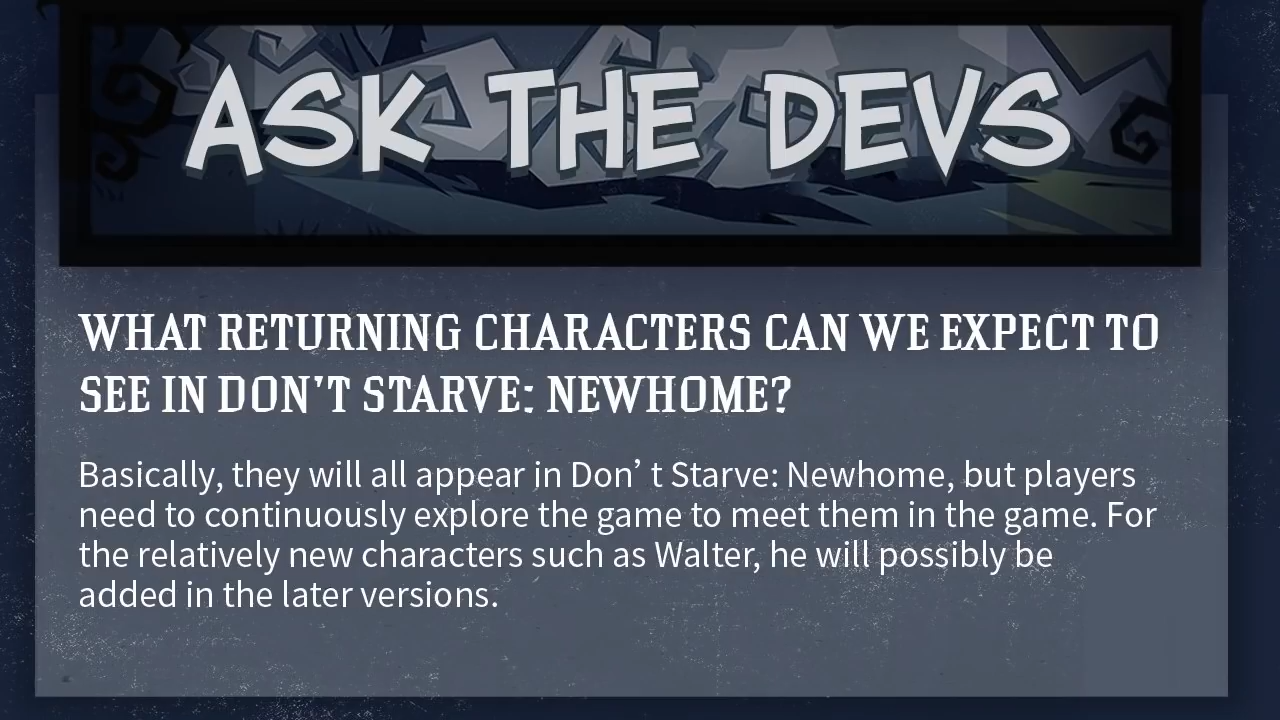 ASK THE DEVS
WHAT RETURNING CHARACTERS CAN WE EXPECT TO
SEE IN DON'T STARVE: NEWHOME?
Basically, they will all appear in Don’ t Starve: Newhome, but players
need to continuously explore the game to meet them in the game. For
the relatively new characters such as Walter, he will possibly be
added in the later versions.